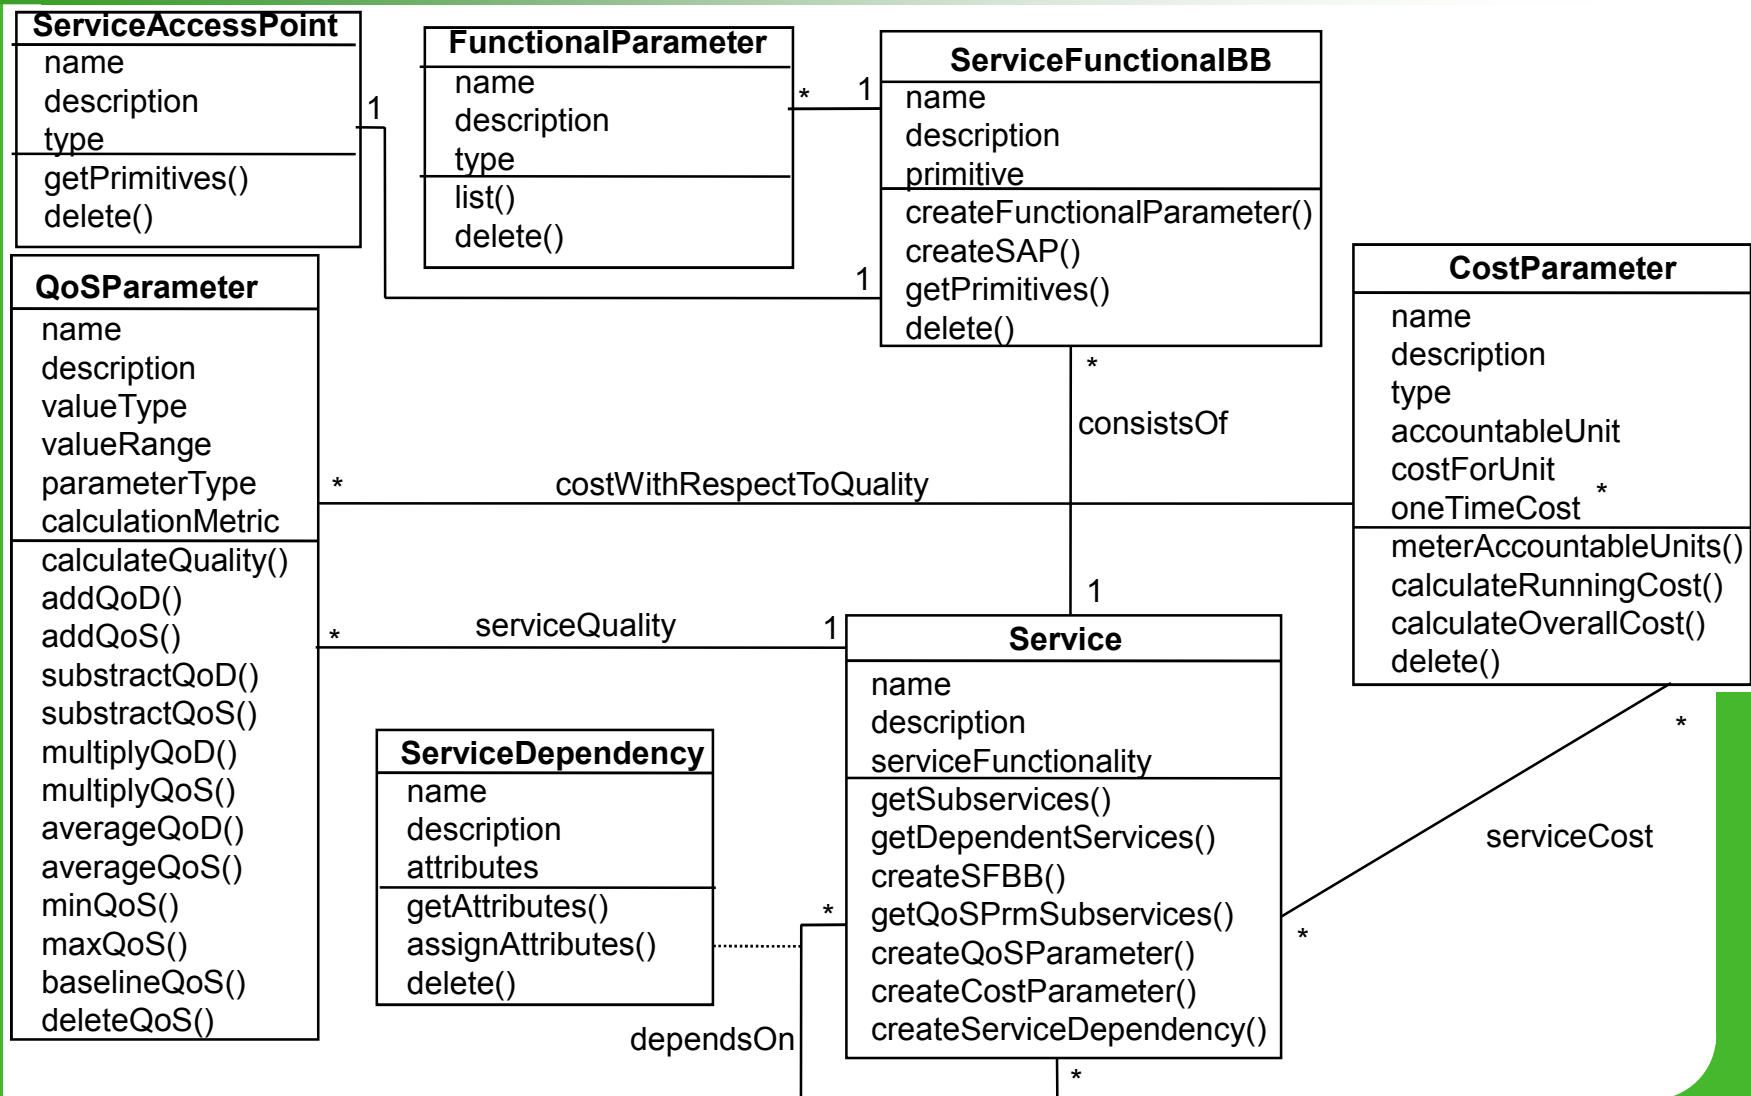 ServiceAccessPoint
name
description
type
getPrimitives()
delete()
1
FunctionalParameter
name
description
type
list()
delete()
*
1
ServiceFunctionalBB
name
description
primitive
createFunctionalParameter()
createSAP()
getPrimitives()
delete()
1
*
consistsOf
1
QoSParameter
name
description
valueType
valueRange
parameterType
calculationMetric
calculateQuality()
addQoD()
addQoS()
substractQoD()
substractQoS()
multiplyQoD()
multiplyQoS()
averageQoD()
averageQoS()
minQoS()
maxQoS()
baselineQoS()
deleteQoS()
*
costWithRespectToQuality
*
CostParameter
name
description
type
accountableUnit
costForUnit
oneTimeCost
meterAccountableUnits()
calculateRunningCost()
calculateOverallCost()
delete()
*
serviceQuality
1
Service
name
description
serviceFunctionality
getSubservices()
getDependentServices()
createSFBB()
getQoSPrmSubservices()
createQoSParameter()
createCostParameter()
createServiceDependency()
*
serviceCost
*
ServiceDependency
name
description
attributes
getAttributes()
assignAttributes()
delete()
*
dependsOn
*